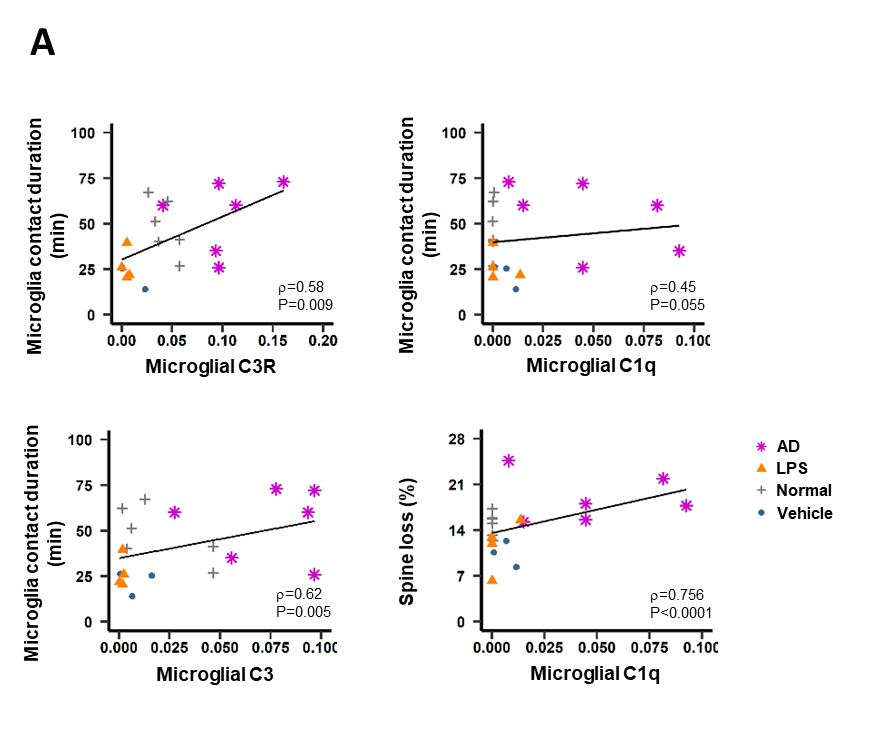 A
Microglia contact duration
(min)
100
75
50
25
0
0.00 0.05 0.10 0.15 0.20
Microglial C3R
ρ=0.58
P=0.009
Microglia contact duration
(min)
100
75
50
25
0
0.000 0.025 0.050 0.075 0.100
Microglial C1q
ρ=0.45
P=0.055
Microglia contact duration
(min)
100
75
50
25
0
0.000 0.025 0.050 0.075 0.100
Microglial C3
ρ=0.62
P=0.005
Spine loss (%)
28
21
14
7
0
0.000 0.025 0.050 0.075 0.100
Microglial C1q
ρ=0.756
P<0.0001
AD
LPS
Normal
Vehicle